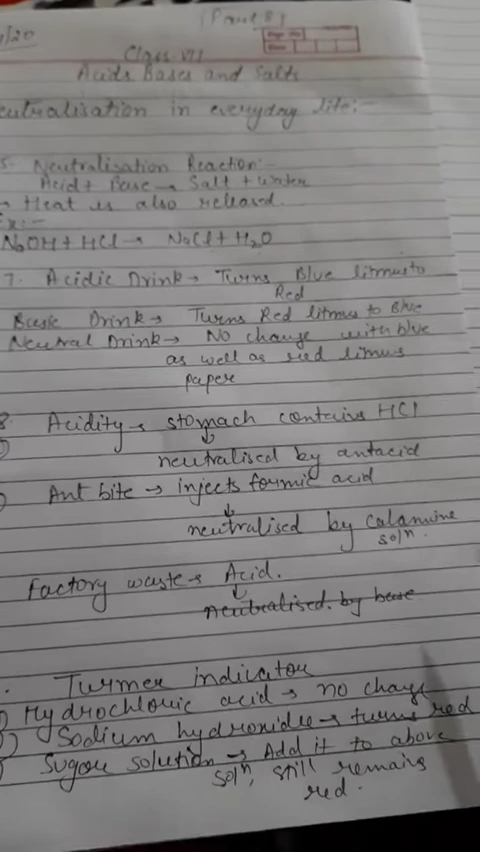 (Part B)
/20
Class VII
Acids Bases and Salts
eutralisation in everyday life:-
5. Neutralisation Reaction:-
Acid + Base → Salt + Water
→ Heat is also released.
Ex:-
NaOH + HCl → NaCl + H2O
7. Acidic Drink → Turns Blue litmus to
Red
Basic Drink → Turns Red litmus to Blue
Neutral Drink → No change with blue
as well as red limus
paper
8. Acidity → stomach contains HCl
↓
neutralised by antacid
Ant bite → injects formic acid
↓
neutralised by calamine
soln.
Factory waste → Acid.
↓
neutralised by base
Turmer indicator
Hydrochloric acid → no change
Sodium hydroxide → turns red
Sugar solution → Add it to above
soln, still remains
red.